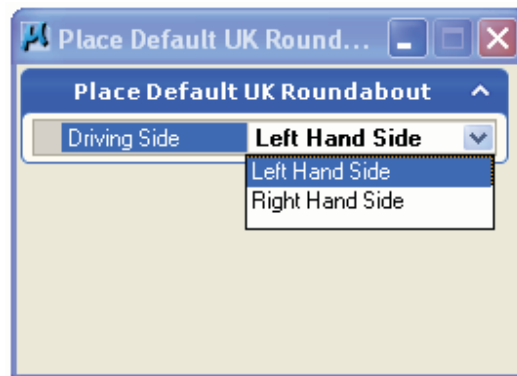 Place Default UK Round...
Place Default UK Roundabout
Driving Side Left Hand Side
Left Hand Side
Right Hand Side